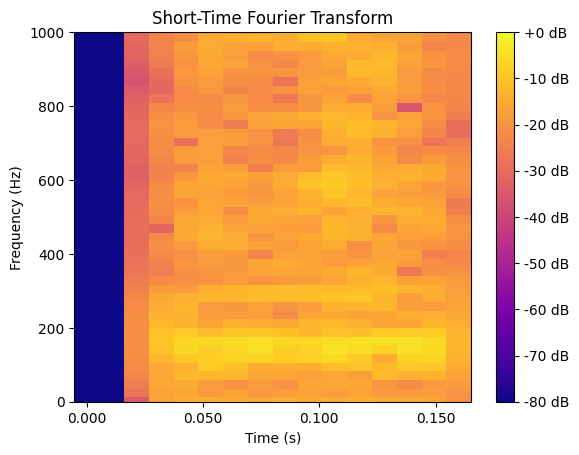 Short-Time Fourier Transform
1000
800
600
400
200
0
Frequency (Hz)
0.000
0.050
0.100
0.150
Time (s)
+0 dB
-10 dB
-20 dB
-30 dB
-40 dB
-50 dB
-60 dB
-70 dB
-80 dB